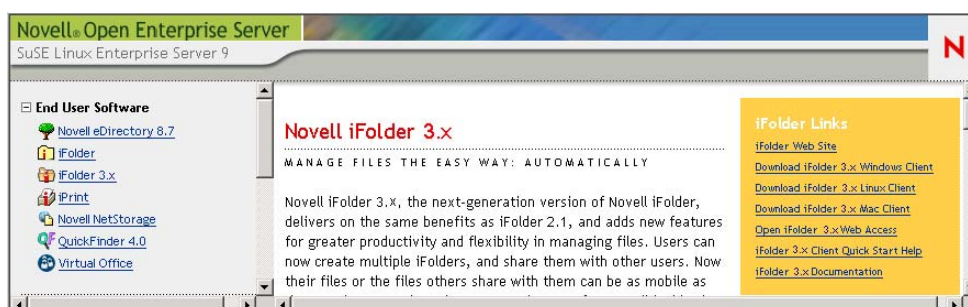 Novell® Open Enterprise Server
SuSE Linux Enterprise Server 9
N
End User Software
Novell eDirectory 8.7
iFolder
iFolder 3.x
iPrint
Novell NetStorage
QuickFinder 4.0
Virtual Office
Novell iFolder 3.x
MANAGE FILES THE EASY WAY: AUTOMATICALLY
Novell iFolder 3.x, the next-generation version of Novell iFolder,
delivers on the same benefits as iFolder 2.1, and adds new features
for greater productivity and flexibility in managing files. Users can
now create multiple iFolders, and share them with other users. Now
their files or the files others share with them can be as mobile as
iFolder Links
iFolder Web Site
Download iFolder 3.x Windows Client
Download iFolder 3.x Linux Client
Download iFolder 3.x Mac Client
Open iFolder 3.x Web Access
iFolder 3.x Client Quick Start Help
iFolder 3.x Documentation